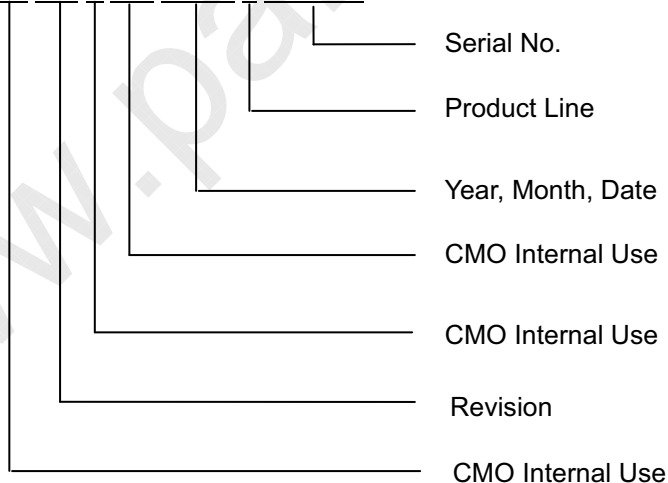 Serial No.
Product Line
Year, Month, Date
CMO Internal Use
CMO Internal Use
Revision
CMO Internal Use